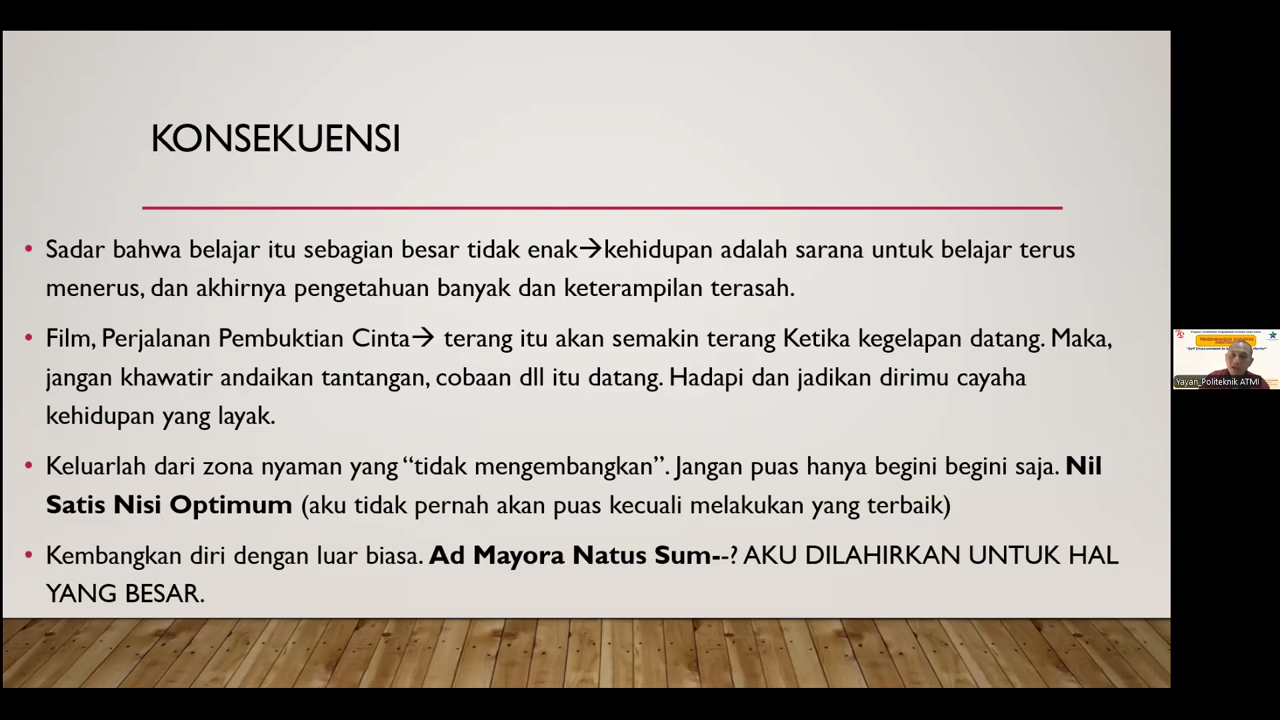 KONSEKUENSI
• Sadar bahwa belajar itu sebagian besar tidak enak→kehidupan adalah sarana untuk belajar terus
menerus, dan akhirnya pengetahuan banyak dan keterampilan terasah.
• Film, Perjalanan Pembuktian Cinta→ terang itu akan semakin terang Ketika kegelapan datang. Maka,
jangan khawatir andaikan tantangan, cobaan dll itu datang. Hadapi dan jadikan dirimu cayaha
kehidupan yang layak.
• Keluarlah dari zona nyaman yang “tidak mengembangkan”. Jangan puas hanya begini begini saja. Nil
Satis Nisi Optimum (aku tidak pernah akan puas kecuali melakukan yang terbaik)
• Kembangkan diri dengan luar biasa. Ad Mayora Natus Sum--? AKU DILAHIRKAN UNTUK HAL
YANG BESAR.
Yayan_Politeknik ATMI